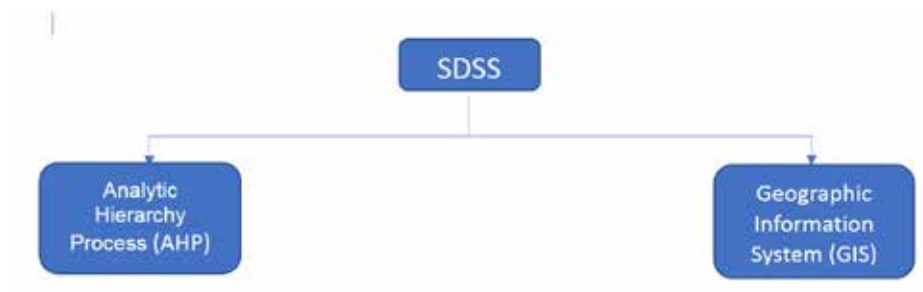 SDSS
Analytic
Hierarchy
Process (AHP)
Geographic
Information
System (GIS)